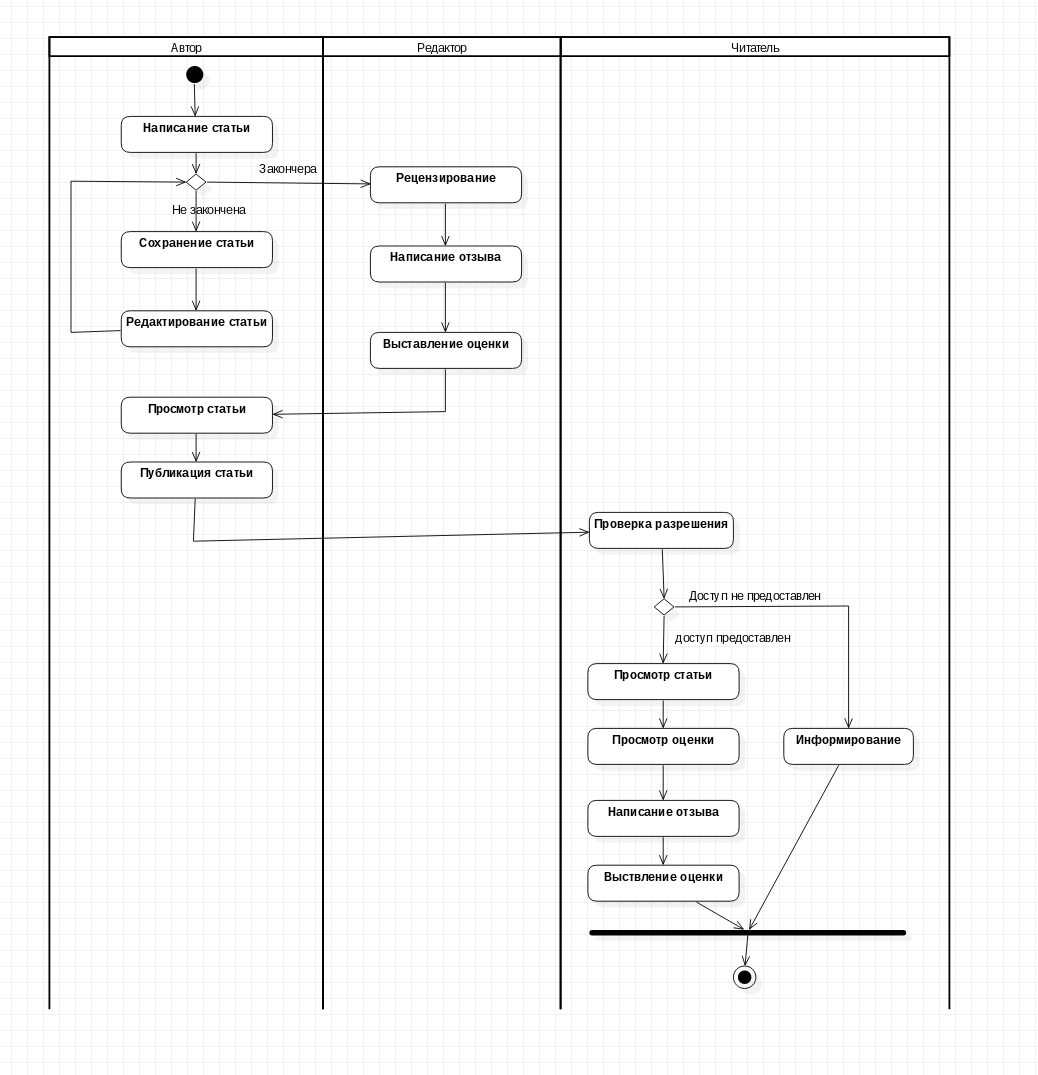 Автор
Редактор
Читатель
Написание статьи
Закончера
Рецензирование
Не закончена
Сохранение статьи
Написание отзыва
Редактирование статьи
Выставление оценки
Просмотр статьи
Публикация статьи
Проверка разрешения
Доступ не предоставлен
доступ предоставлен
Просмотр статьи
Просмотр оценки
Информирование
Написание отзыва
Выствление оценки